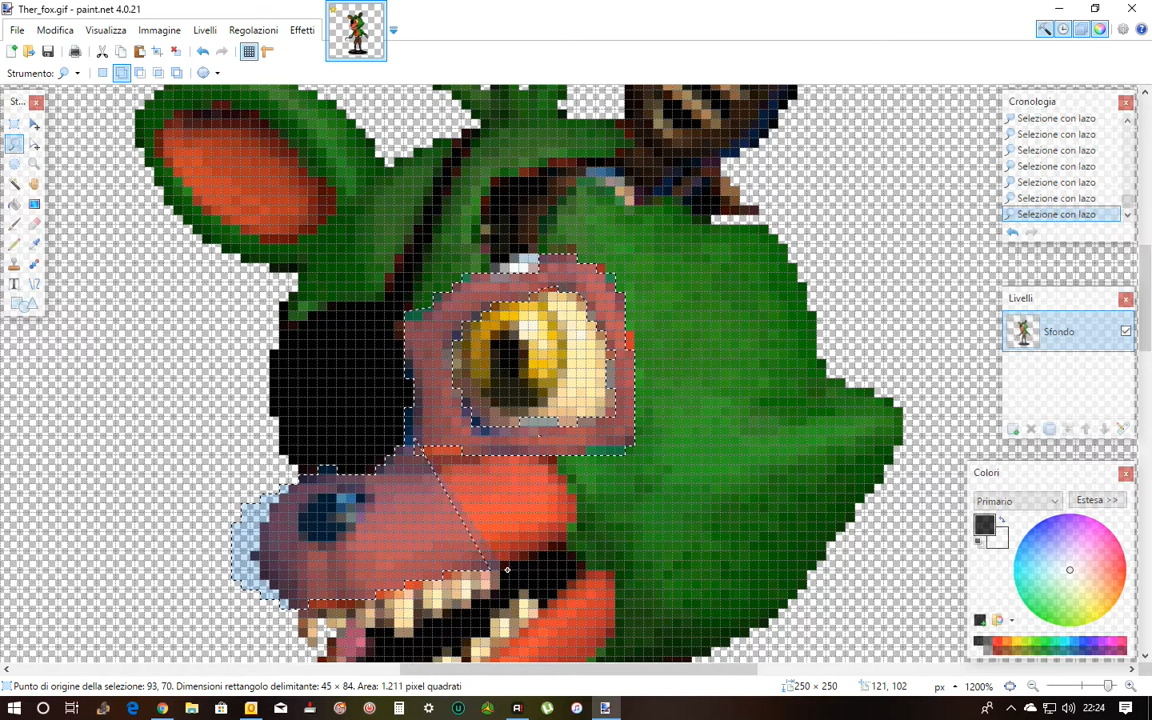 Ther_fox.gif - paint.net 4.0.21
File Modifica Visualizza Immagine Livelli Regolazioni Effetti
Strumento:
St...
Cronologia
Selezione con lazo
Selezione con lazo
Selezione con lazo
Selezione con lazo
Selezione con lazo
Selezione con lazo
Selezione con lazo
Livelli
Sfondo
Colori
Primario
Estesa >>
Punto di origine della selezione: 93, 70. Dimensioni rettangolo delimitante: 45 × 84. Area: 1.211 pixel quadrati
250 × 250
121, 102
px
1200%
22:24